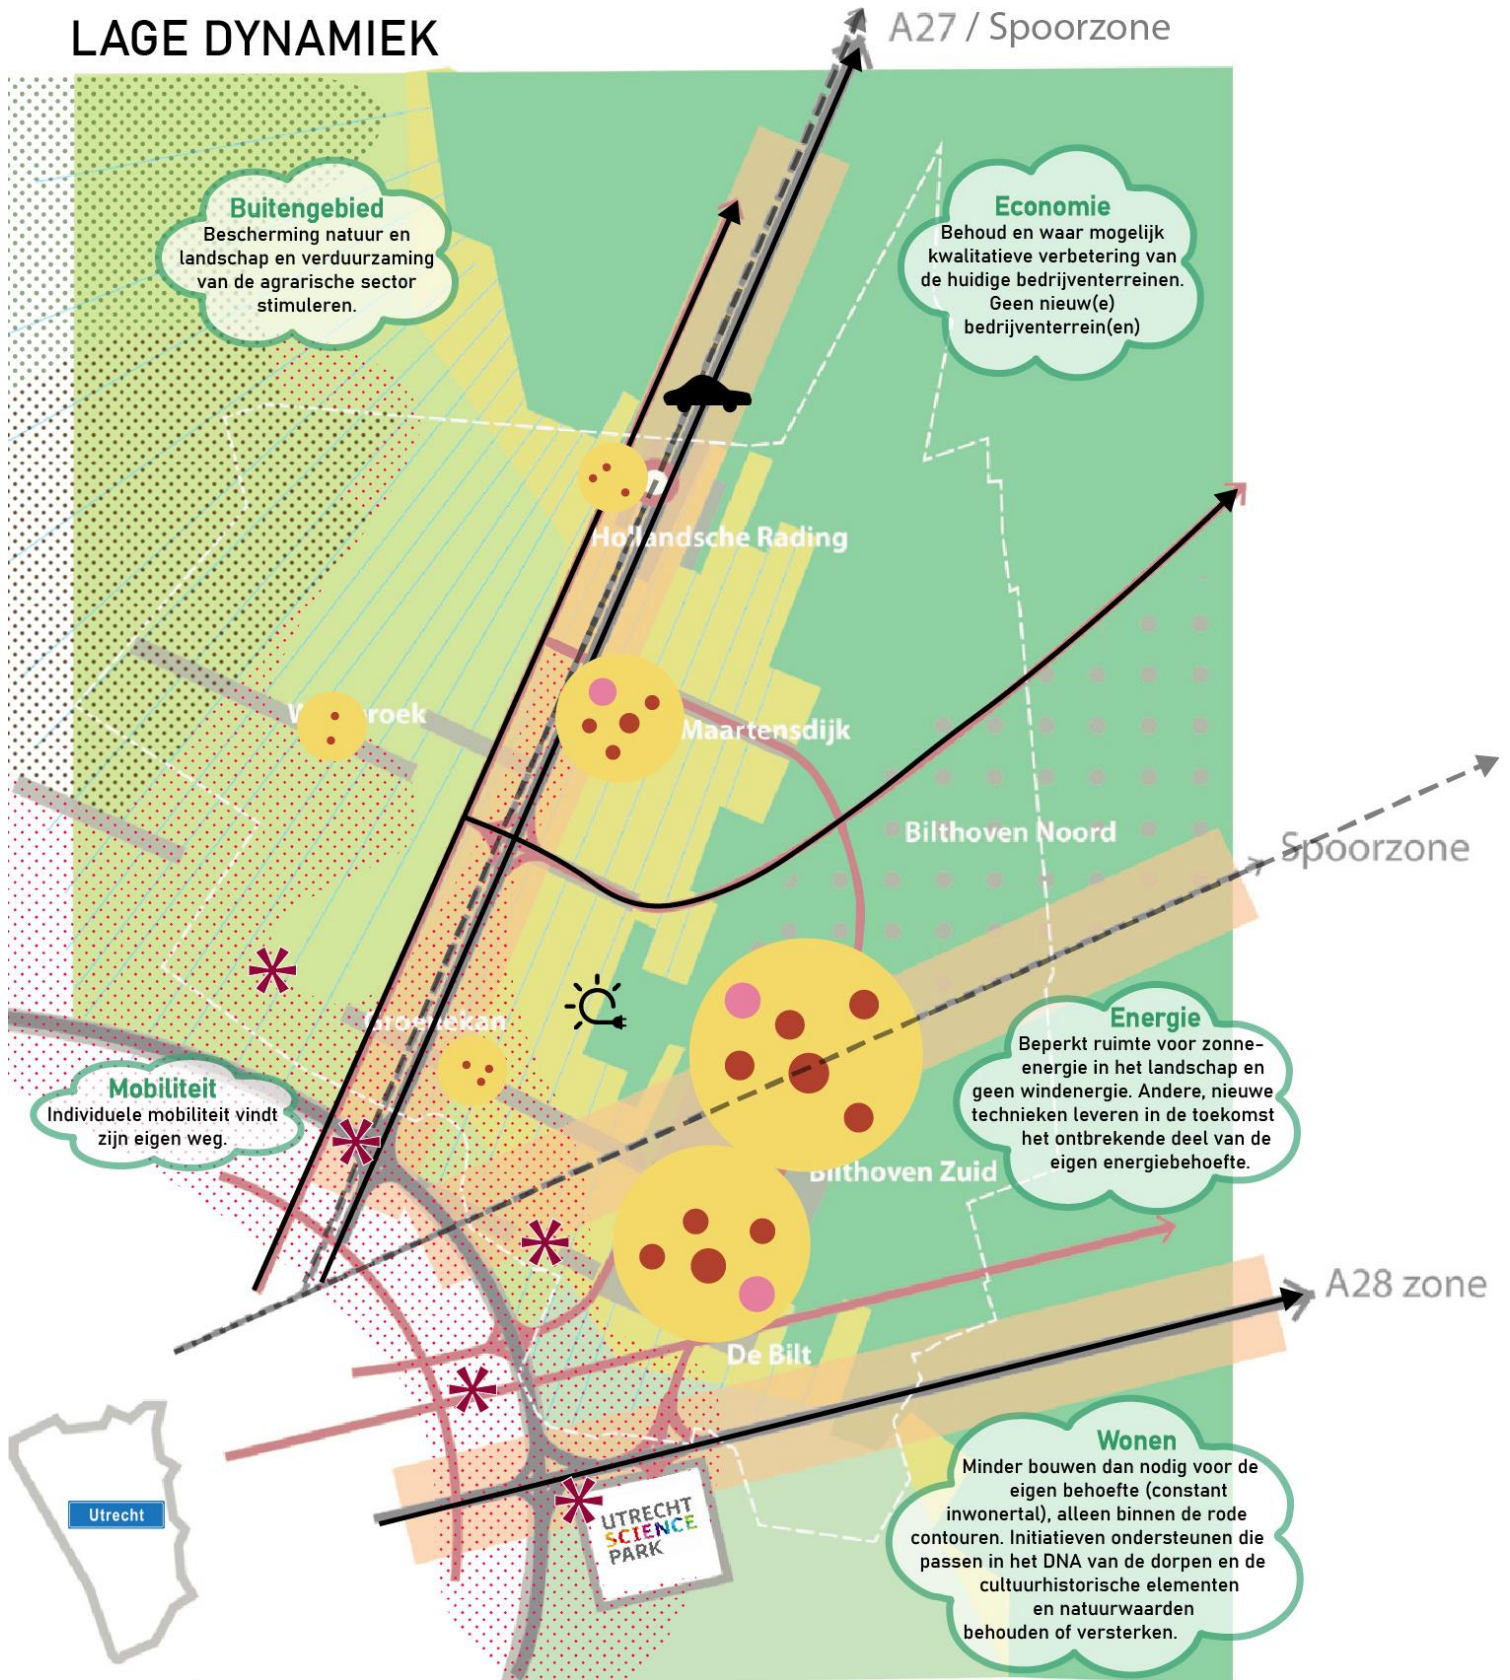 LAGE DYNAMIEK
A27 / Spoorzone
Buitengebied
Bescherming natuur en
landschap en verduurzaming
van de agrarische sector
stimuleren.
Economie
Behoud en waar mogelijk
kwalitatieve verbetering van
de huidige bedrijventerreinen.
Geen nieuw(e)
bedrijventerrein(en)
Hollandsche Rading
Maartensdijk
Bilthoven Noord
Spoorzone
Energie
Beperkt ruimte voor zonne-
energie in het landschap en
geen windenergie. Andere, nieuwe
technieken leveren in de toekomst
het ontbrekende deel van de
eigen energiebehoefte.
Mobiliteit
Individuele mobiliteit vindt
zijn eigen weg.
Bilthoven Zuid
A28 zone
De Bilt
Wonen
Minder bouwen dan nodig voor de
eigen behoefte (constant
inwonertal), alleen binnen de rode
contouren. Initiatieven ondersteunen die
passen in het DNA van de dorpen en de
cultuurhistorische elementen
en natuurwaarden
behouden of versterken.
Utrecht
UTRECHT
SCIENCE
PARK